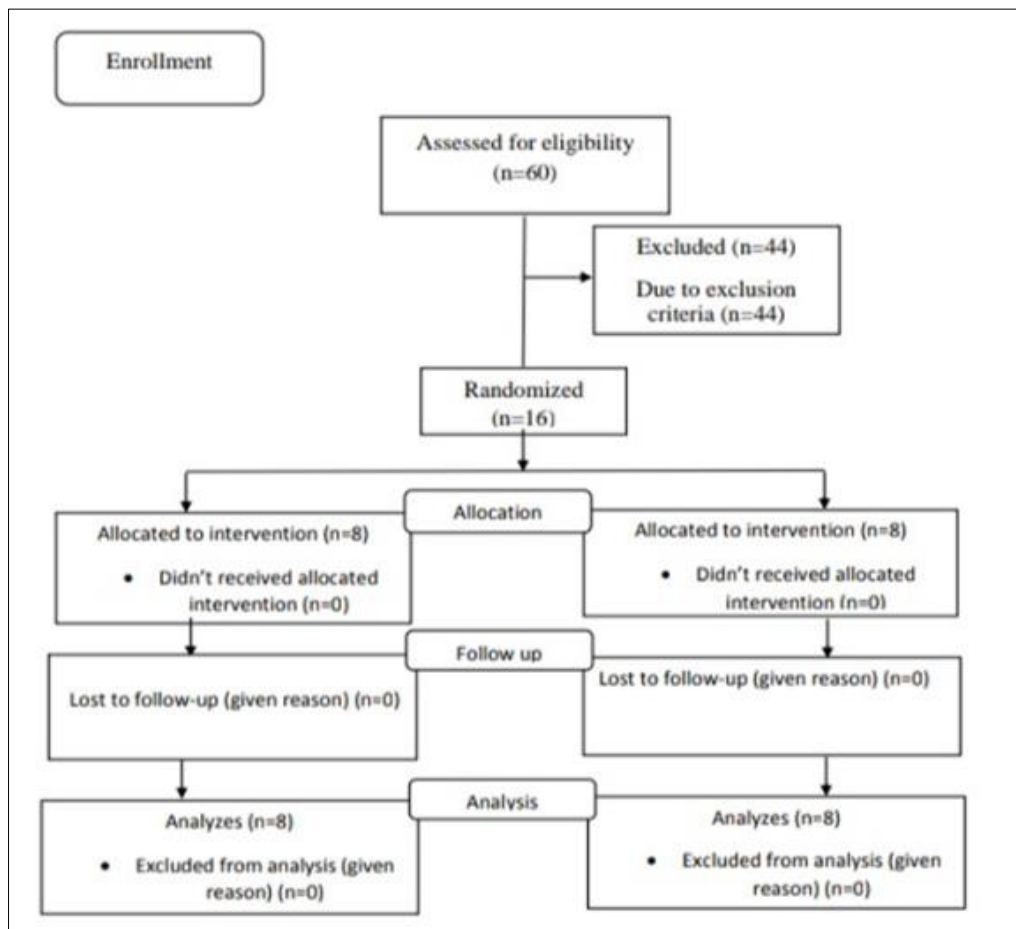 Enrollment
Assessed for eligibility
(n=60)
Excluded (n=44)
Due to exclusion
criteria (n=44)
Randomized
(n=16)
Allocation
Allocated to intervention (n=8)
• Didn't received allocated
intervention (n=0)
Allocated to intervention (n=8)
• Didn't received allocated
intervention (n=0)
Follow up
Lost to follow-up (given reason) (n=0)
Lost to follow-up (given reason) (n=0)
Analysis
Analyzes (n=8)
• Excluded from analysis (given
reason) (n=0)
Analyzes (n=8)
• Excluded from analysis (given
reason) (n=0)